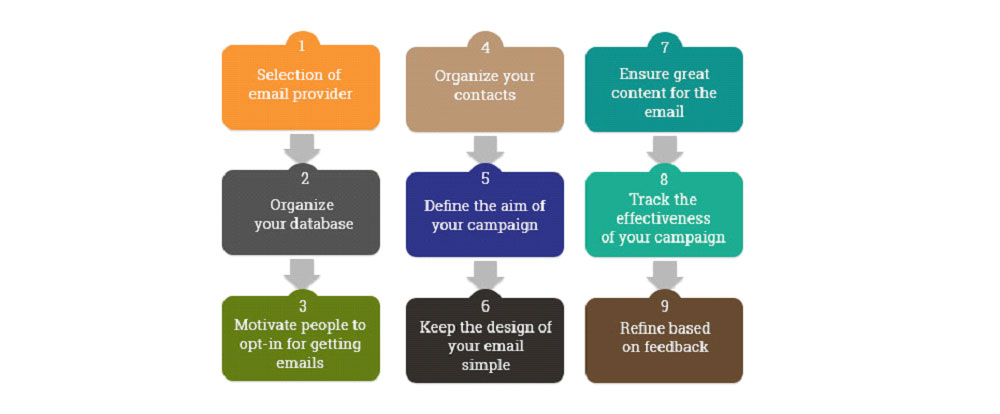 1
Selection of
email provider
2
Organize
your database
3
Motivate people to
opt-in for getting
emails
4
Organize your
contacts
5
Define the aim of
your campaign
6
Keep the design of
your email
simple
7
Ensure great
content for the
email
8
Track the
effectiveness
of your campaign
9
Refine based
on feedback